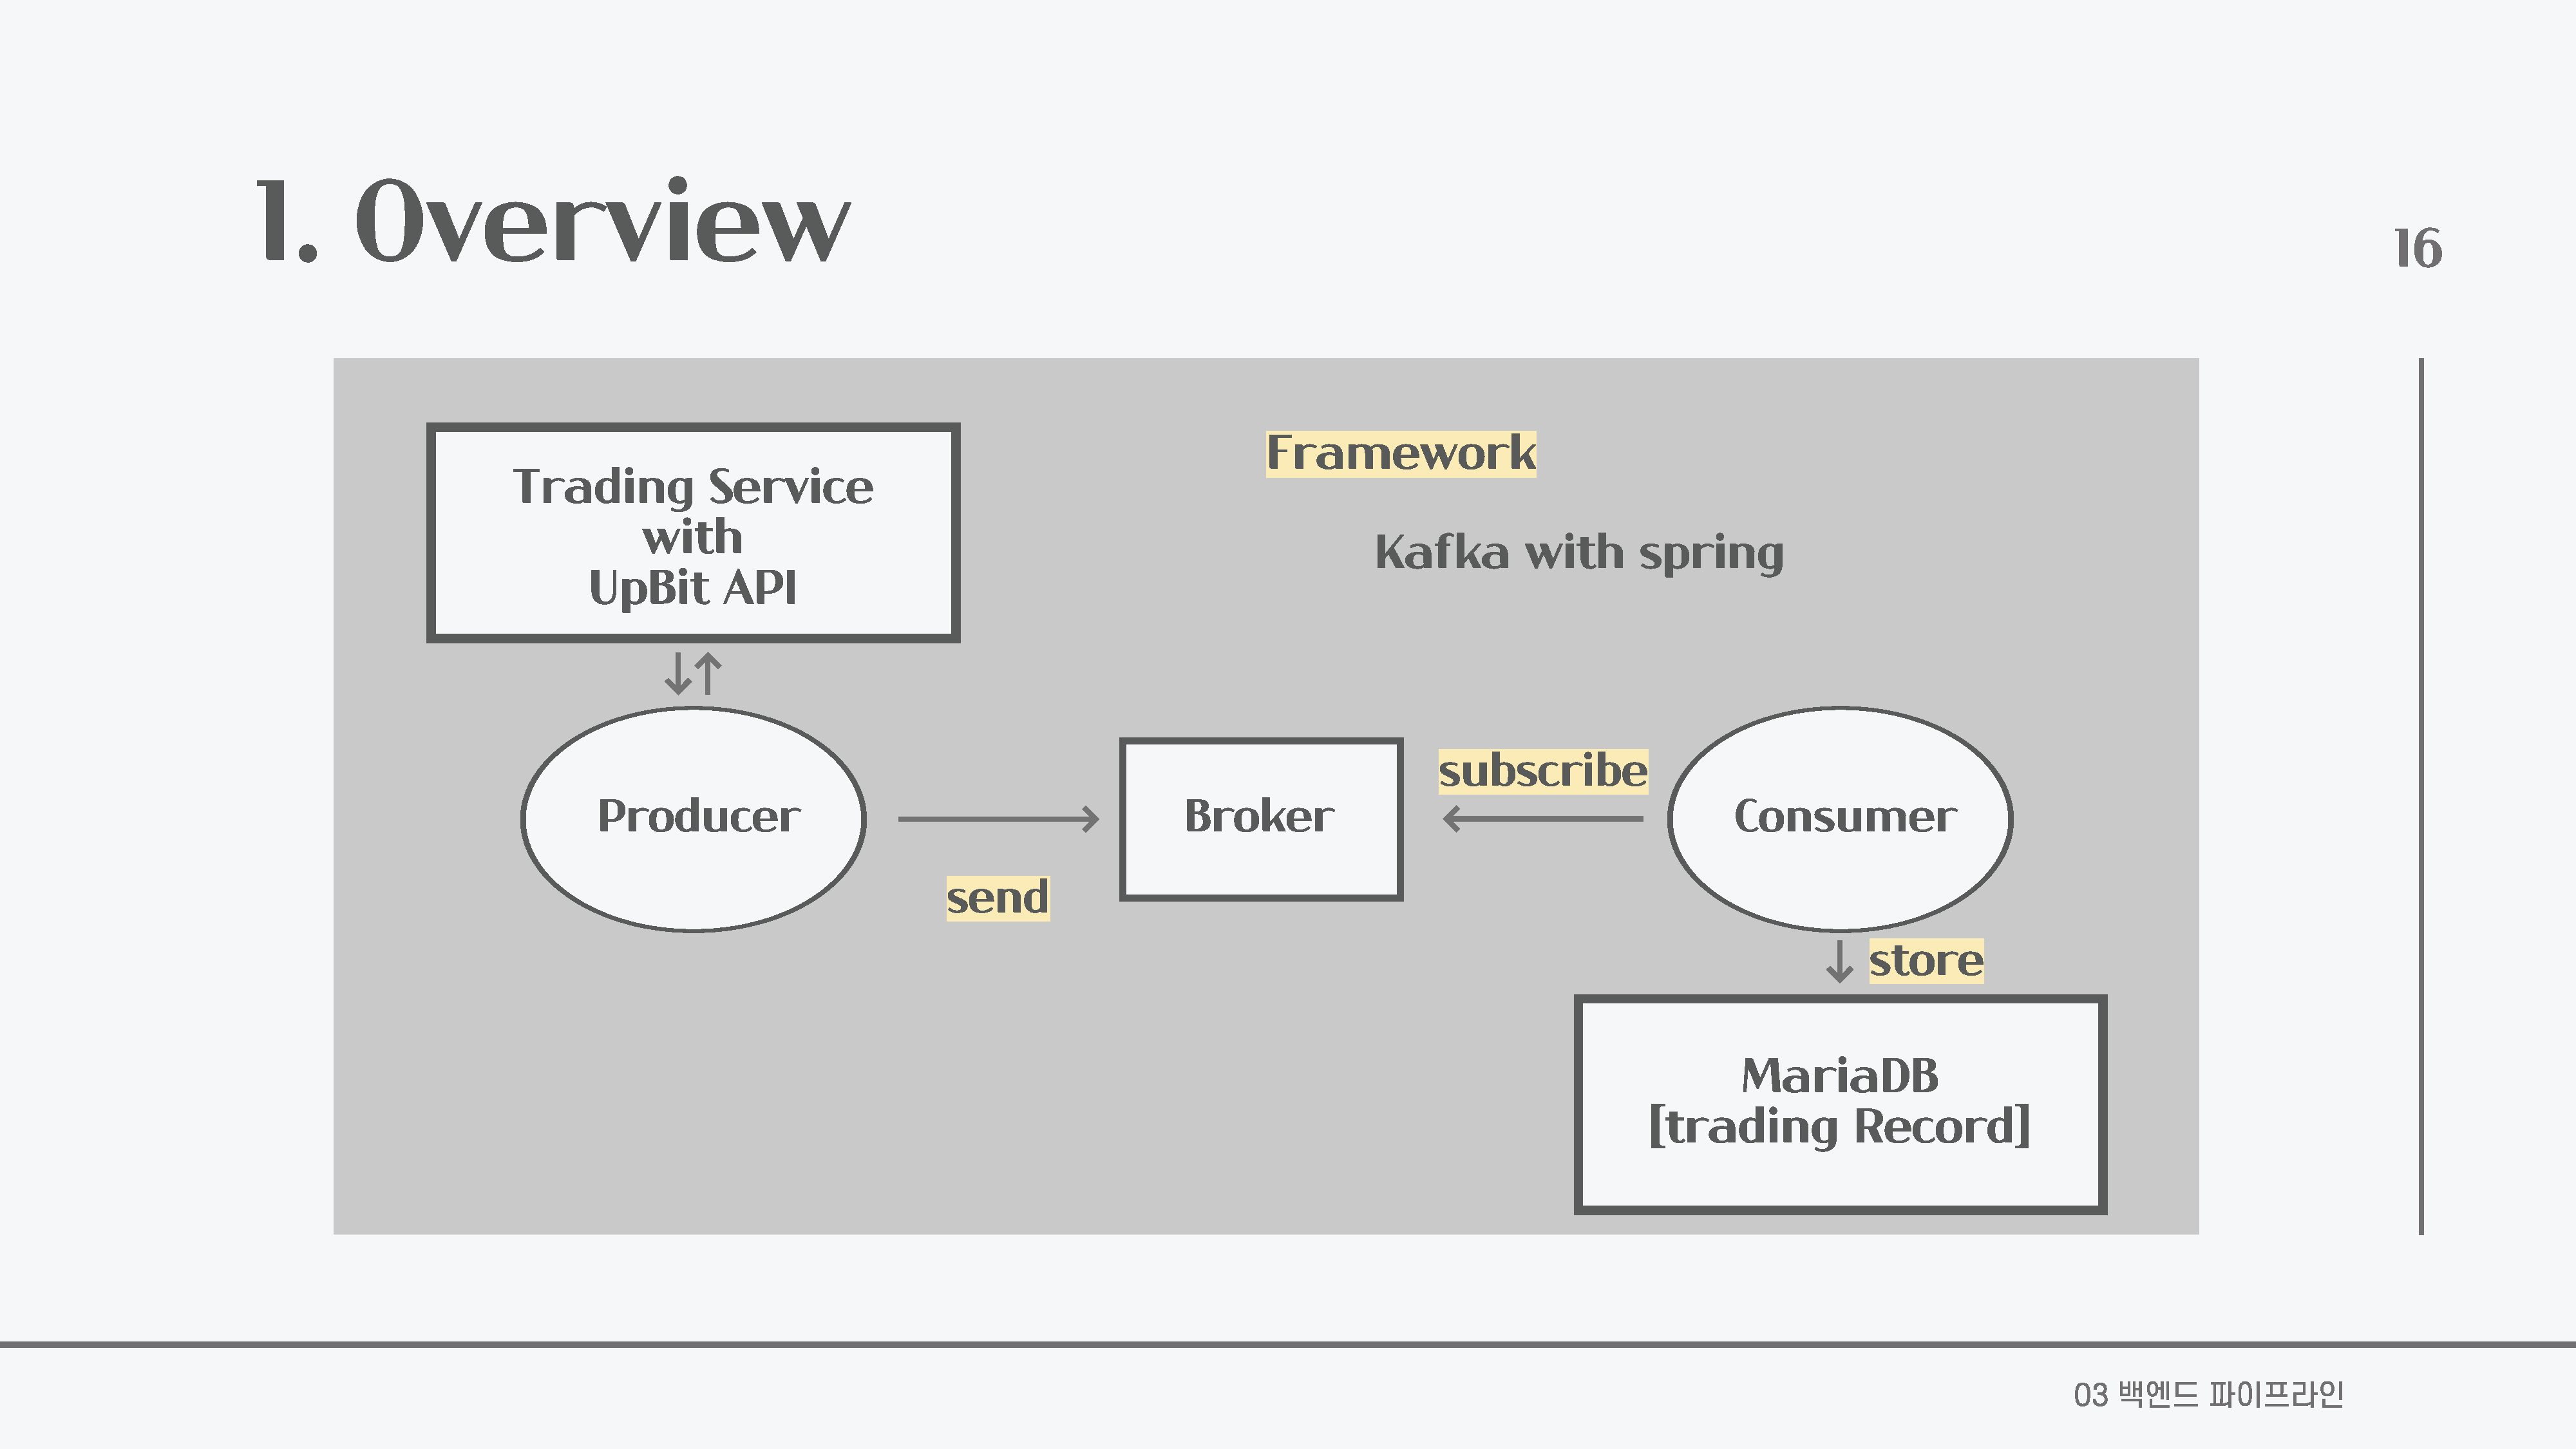 1. Overview
16
Trading Service
with
UpBit API
Framework
Kafka with spring
Producer
send
Broker
subscribe
Consumer
store
MariaDB
[trading Record]
03 백엔드 파이프라인